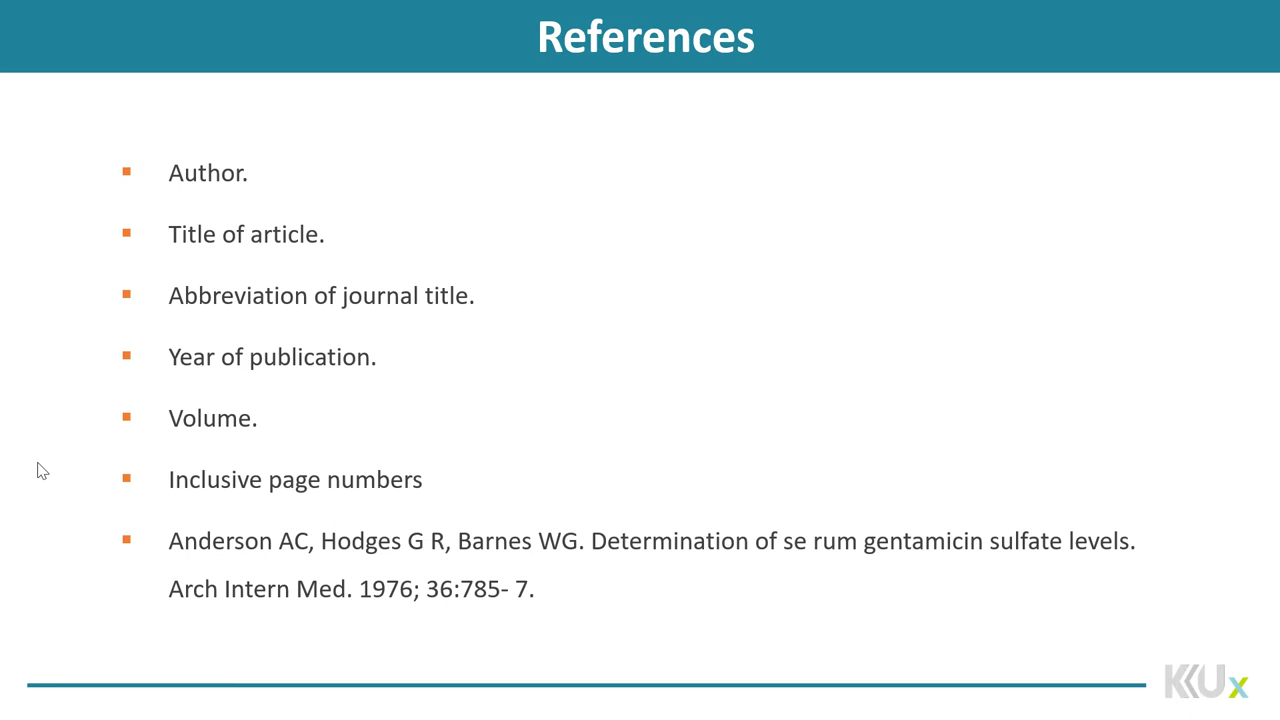 References
Author.
Title of article.
Abbreviation of journal title.
Year of publication.
Volume.
Inclusive page numbers
Anderson AC, Hodges G R, Barnes WG. Determination of se rum gentamicin sulfate levels.
Arch Intern Med. 1976; 36:785- 7.
KKUx